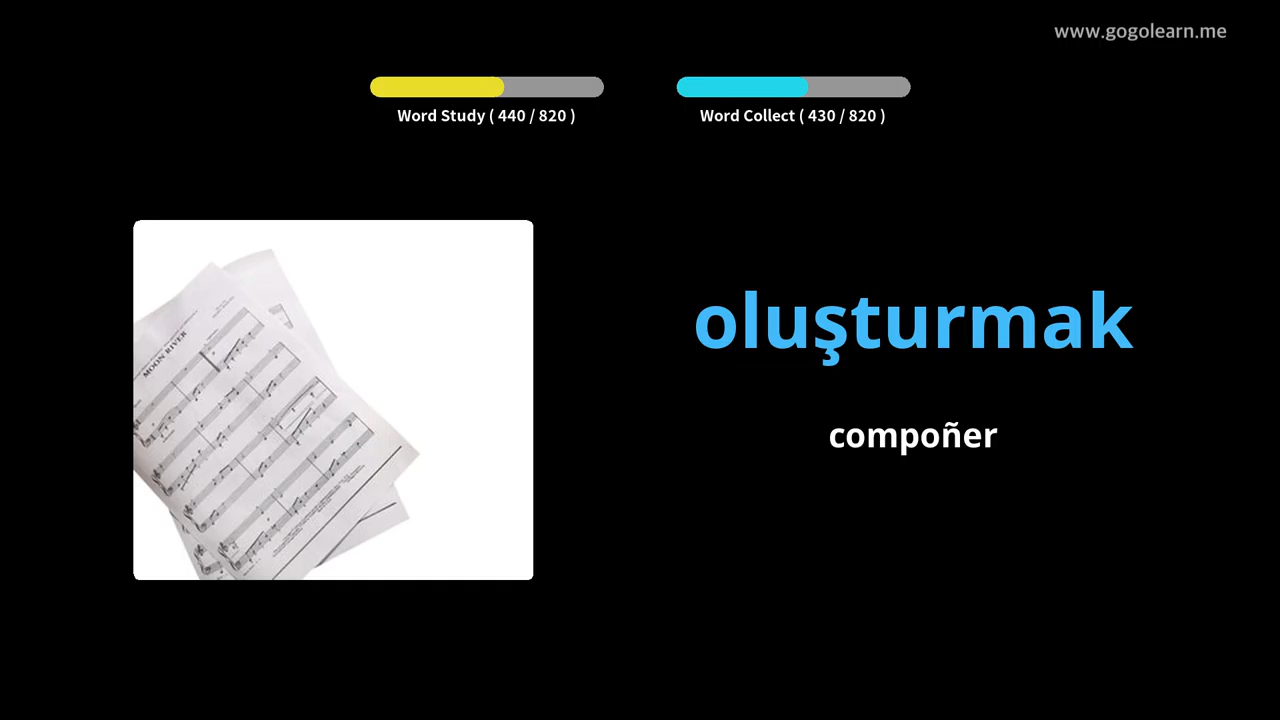 www.gogolearn.me
Word Study ( 440 / 820 )
Word Collect ( 430 / 820 )
MOON RIVER
oluşturmak
compoñer